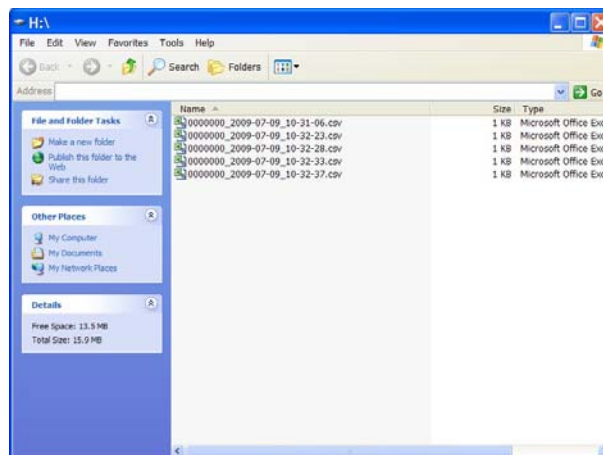 H:\
File Edit View Favorites Tools Help
Back Search Folders
Address Go
File and Folder Tasks
Make a new folder
Publish this folder to the
Web
Share this folder
Other Places
My Computer
My Documents
My Network Places
Details
Free Space: 13.5 MB
Total Size: 15.9 MB
Name Size Type
0000000_2009-07-09_10-31-06.csv 1 KB Microsoft Office Exc
0000000_2009-07-09_10-32-23.csv 1 KB Microsoft Office Exc
0000000_2009-07-09_10-32-28.csv 1 KB Microsoft Office Exc
0000000_2009-07-09_10-32-33.csv 1 KB Microsoft Office Exc
0000000_2009-07-09_10-32-37.csv 1 KB Microsoft Office Exc